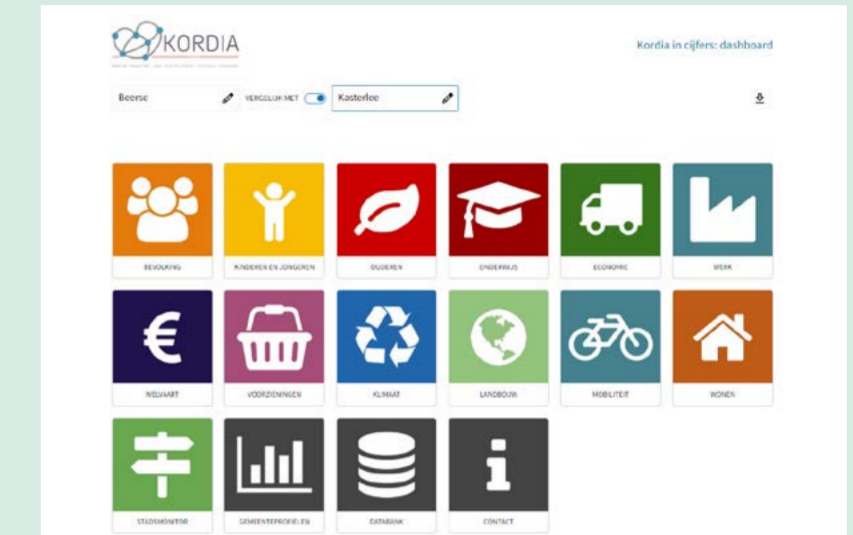 KORDIA
Kordia in cijfers: dashboard
Beerse VERGELIJK MET Kasterlee
BEVOLKING KINDEREN EN JONGEREN OUDEREN ONDERWIJS ECONOMIE WERK
€
WELVAART VOORZIENINGEN KLIMAAT LANDBOUW MOBILITEIT WONEN
i
STADSMONITOR GEMEENTEPROFIELEN DATABANK CONTACT